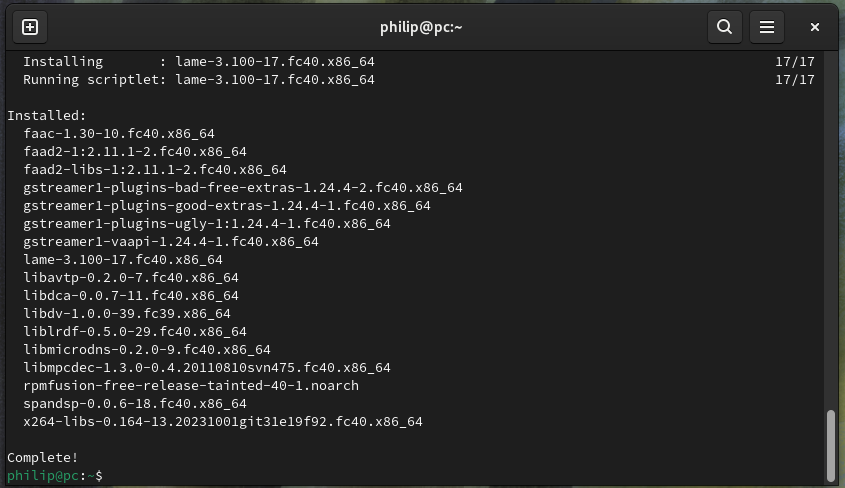 philip@pc:~
Installing       : lame-3.100-17.fc40.x86_64 17/17
Running scriptlet: lame-3.100-17.fc40.x86_64 17/17
Installed:
faac-1.30-10.fc40.x86_64
faad2-1:2.11.1-2.fc40.x86_64
faad2-libs-1:2.11.1-2.fc40.x86_64
gstreamer1-plugins-bad-free-extras-1.24.4-2.fc40.x86_64
gstreamer1-plugins-good-extras-1.24.4-1.fc40.x86_64
gstreamer1-plugins-ugly-1:1.24.4-1.fc40.x86_64
gstreamer1-vaapi-1.24.4-1.fc40.x86_64
lame-3.100-17.fc40.x86_64
libavtp-0.2.0-7.fc40.x86_64
libdca-0.0.7-11.fc40.x86_64
libdv-1.0.0-39.fc39.x86_64
liblrdf-0.5.0-29.fc40.x86_64
libmicrodns-0.2.0-9.fc40.x86_64
libmpcdec-1.3.0-0.4.20110810svn475.fc40.x86_64
rpmfusion-free-release-tainted-40-1.noarch
spandsp-0.0.6-18.fc40.x86_64
x264-libs-0.164-13.20231001git31e19f92.fc40.x86_64
Complete!
philip@pc:~$